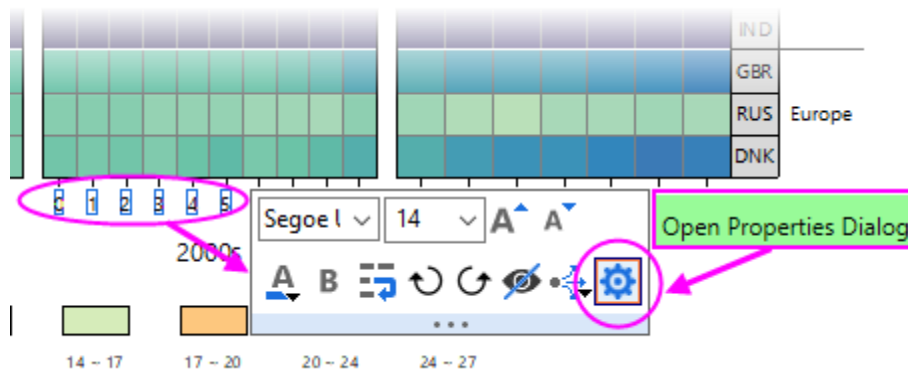 IND
GBR
RUS Europe
DNK
0 1 2 3 4 5
Segoe U 14 A A
Open Properties Dialog
2000s
A B
14 -- 17 17 -- 20 20 -- 24 24 -- 27